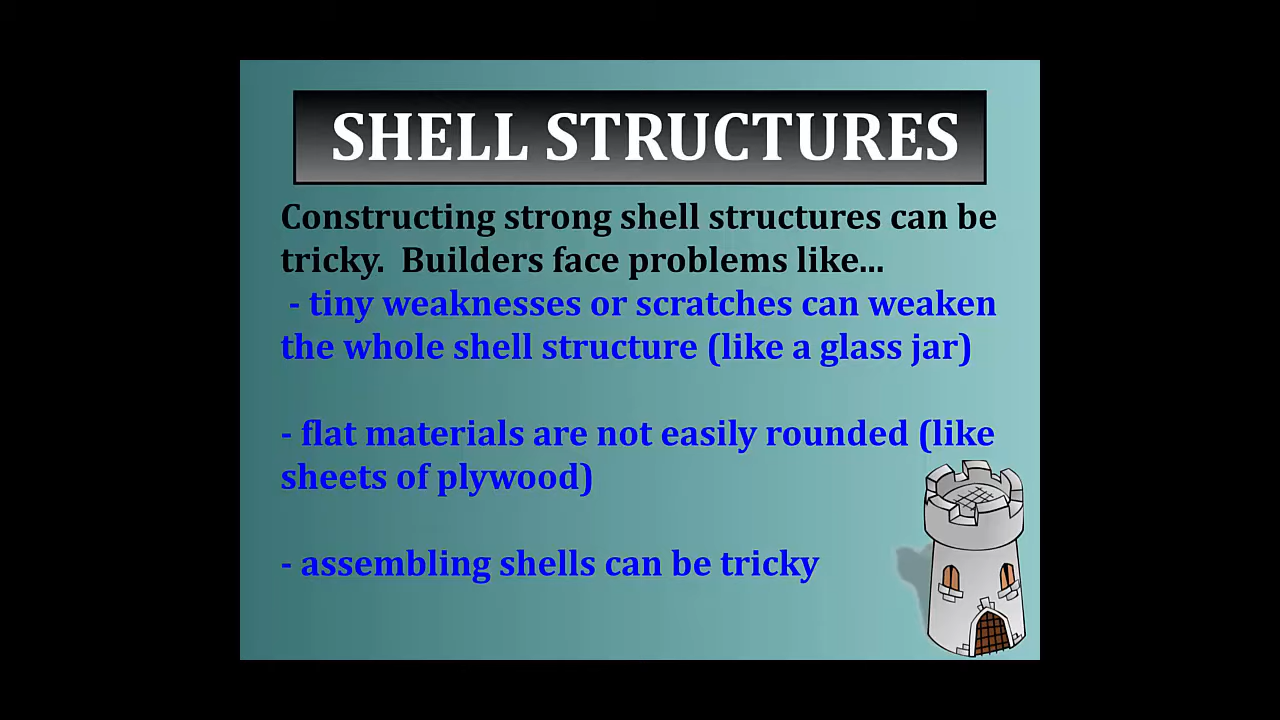 SHELL STRUCTURES
Constructing strong shell structures can be
tricky.  Builders face problems like...
- tiny weaknesses or scratches can weaken
the whole shell structure (like a glass jar)
- flat materials are not easily rounded (like
sheets of plywood)
- assembling shells can be tricky